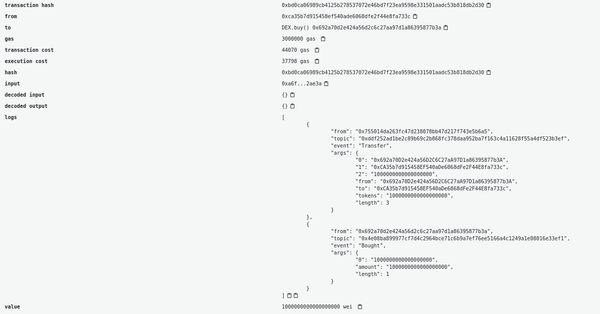 transaction hash 0xbd0ca06989cb4125b278537072e46bd7f23ea9598e331501aadc53b818db2d30
from 0xca35b7d915458ef540ade6068dfe2f44e8fa733c
to DEX.buy() 0x692a70d2e424a56d2c6c27aa97d1a86395877b3a
gas 3000000 gas
transaction cost 44070 gas
execution cost 37798 gas
hash 0xbd0ca06989cb4125b278537072e46bd7f23ea9598e331501aadc53b818db2d30
input 0xa6f...2ae3a
decoded input {}
decoded output {}
logs [
{
"from": "0x755014da263fc47d238078bb47d217f743e5b6a5",
"topic": "0xddf252ad1be2c89b69c2b068fc378daa952ba7f163c4a11628f55a4df523b3ef",
"event": "Transfer",
"args": {
"0": "0x692a70D2e424a56D2C6C27aA97D1a86395877b3A",
"1": "0xCA35b7d915458EF540aDe6068dFe2F44E8fa733c",
"2": "1000000000000000000",
"from": "0x692a70D2e424a56D2C6C27aA97D1a86395877b3A",
"to": "0xCA35b7d915458EF540aDe6068dFe2F44E8fa733c",
"tokens": "1000000000000000000",
"length": 3
}
},
{
"from": "0x692a70d2e424a56d2c6c27aa97d1a86395877b3a",
"topic": "0x4e08ba899977cf7d4c2964bce71c6b9a7ef76ee5166a4c1249a1e08016e33ef1",
"event": "Bought",
"args": {
"0": "1000000000000000000",
"amount": "1000000000000000000",
"length": 1
}
}
]
value 1000000000000000000 wei